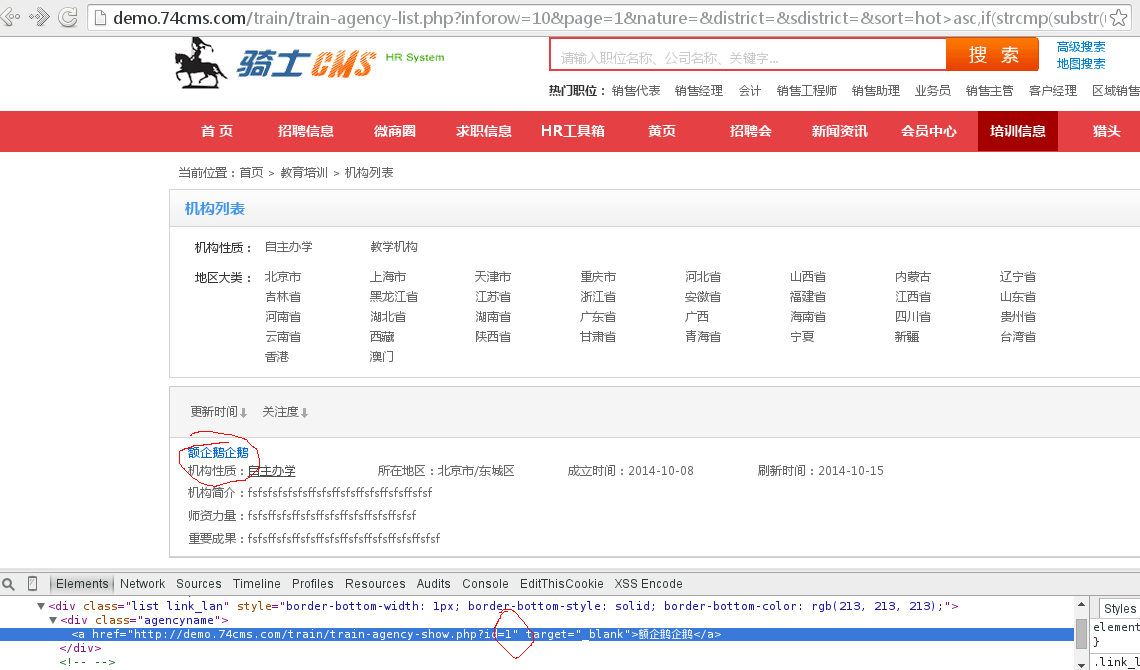 demo.74cms.com/train/train-agency-list.php?inforow=10&page=1&nature=&district=&sdistrict=&sort=hot>asc,if(strcmp(substr(
骑士CMS HR System
请输入职位名称、公司名称、关键字...
搜 索
高级搜索
地图搜索
热门职位： 销售代表 销售经理 会计 销售工程师 销售助理 业务员 销售主管 客户经理 区域销售
首 页 招聘信息 微商圈 求职信息 HR工具箱 黄页 招聘会 新闻资讯 会员中心 培训信息 猎头
当前位置：首页 > 教育培训 > 机构列表
机构列表
机构性质： 自主办学 教学机构
地区大类： 北京市 上海市 天津市 重庆市 河北省 山西省 内蒙古 辽宁省
吉林省 黑龙江省 江苏省 浙江省 安徽省 福建省 江西省 山东省
河南省 湖北省 湖南省 广东省 广西 海南省 四川省 贵州省
云南省 西藏 陕西省 甘肃省 青海省 宁夏 新疆 台湾省
香港 澳门
更新时间↓ 关注度↓
额企鹅企鹅
机构性质：自主办学 所在地区：北京市/东城区 成立时间：2014-10-08 刷新时间：2014-10-15
机构简介：
师资力量：
重要成果：
Elements Network Sources Timeline Profiles Resources Audits Console EditThisCookie XSS Encode
▼<div class="list link_lan" style="border-bottom-width: 1px; border-bottom-style: solid; border-bottom-color: rgb(213, 213, 213);">
▼<div class="agencyname">
<a href="http://demo.74cms.com/train/train-agency-show.php?id=1" target="_blank">额企鹅企鹅</a>
</div>
<!-- -->
Styles
element
}
.link_l